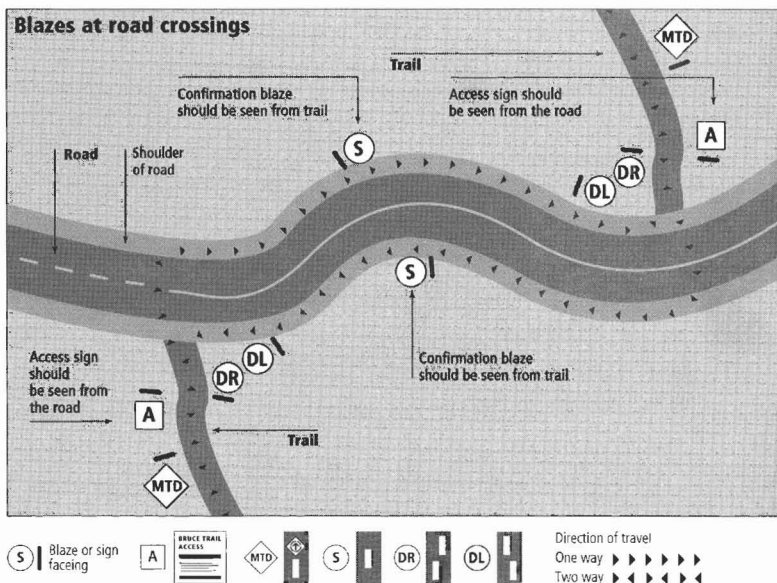 Blazes at road crossings
MTD
Trail
Confirmation blaze
should be seen from trail
Access sign should
be seen from the road
S
A
Road
Shoulder
of road
DR
DL
S
Access sign
should
be seen from
the road
DL
DR
Confirmation blaze
should be seen from trail
A
Trail
MTD
S
Blaze or sign
faceing
A
BRUCE TRAIL
ACCESS
MTD
S
DR
DL
Direction of travel
One way
Two way